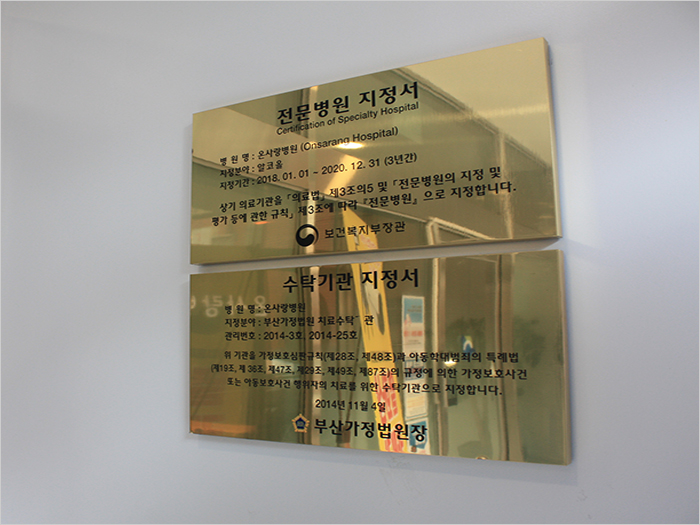 전문병원 지정서
Certification of Specialty Hospital
병 원 명 : 온사랑병원 (Onsarang Hospital)
지정분야 : 알코올
지정기간 : 2018. 01. 01 ~ 2020. 12. 31 (3년간)
상기 의료기관을 「의료법」 제3조의5 및 「전문병원의 지정 및
평가 등에 관한 규칙」 제3조에 따라 『전문병원』 으로 지정합니다.
보건복지부장관
수탁기관 지정서
병 원 명 : 온사랑병원
지정분야 : 부산가정법원 치료수탁 관
관리번호 : 2014-3호, 2014-25호
위 기관을 가정보호심판규칙(제28조, 제48조)과 아동학대범죄의 특례법
(제19조, 제 36조, 제47조, 제29조, 제49조, 제87조)의 규정에 의한 가정보호사건
또는 아동보호사건 행위자의 치료를 위한 수탁기관으로 지정합니다.
2014년 11월 4일
부산가정법원장